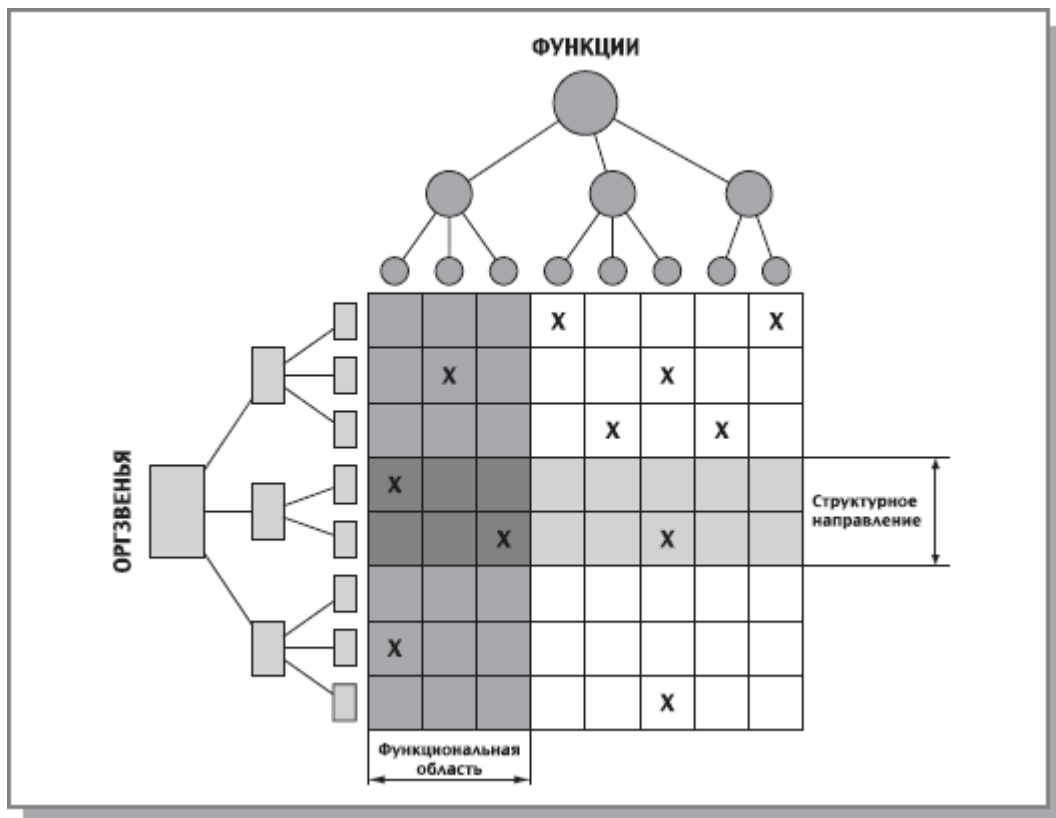 ФУНКЦИИ
X X
X X
X X
X
ОРГЗВЕНЬЯ
Структурное
направление
X X
X
X
Функциональная
область